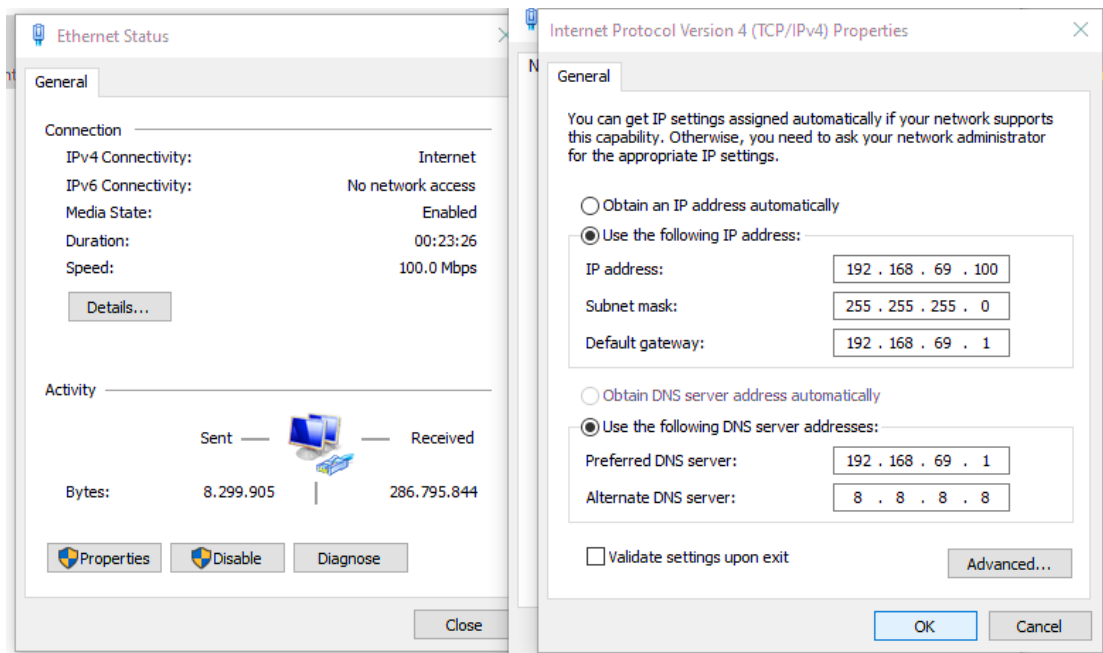 Ethernet Status
General
Connection
IPv4 Connectivity: Internet
IPv6 Connectivity: No network access
Media State: Enabled
Duration: 00:23:26
Speed: 100.0 Mbps
Details...
Activity
Sent Received
Bytes: 8.299.905 286.795.844
Properties Disable Diagnose
Close
N
Internet Protocol Version 4 (TCP/IPv4) Properties
General
You can get IP settings assigned automatically if your network supports
this capability. Otherwise, you need to ask your network administrator
for the appropriate IP settings.
Obtain an IP address automatically
Use the following IP address:
IP address: 192 . 168 . 69 . 100
Subnet mask: 255 . 255 . 255 . 0
Default gateway: 192 . 168 . 69 . 1
Obtain DNS server address automatically
Use the following DNS server addresses:
Preferred DNS server: 192 . 168 . 69 . 1
Alternate DNS server: 8 . 8 . 8 . 8
Validate settings upon exit
Advanced...
OK Cancel